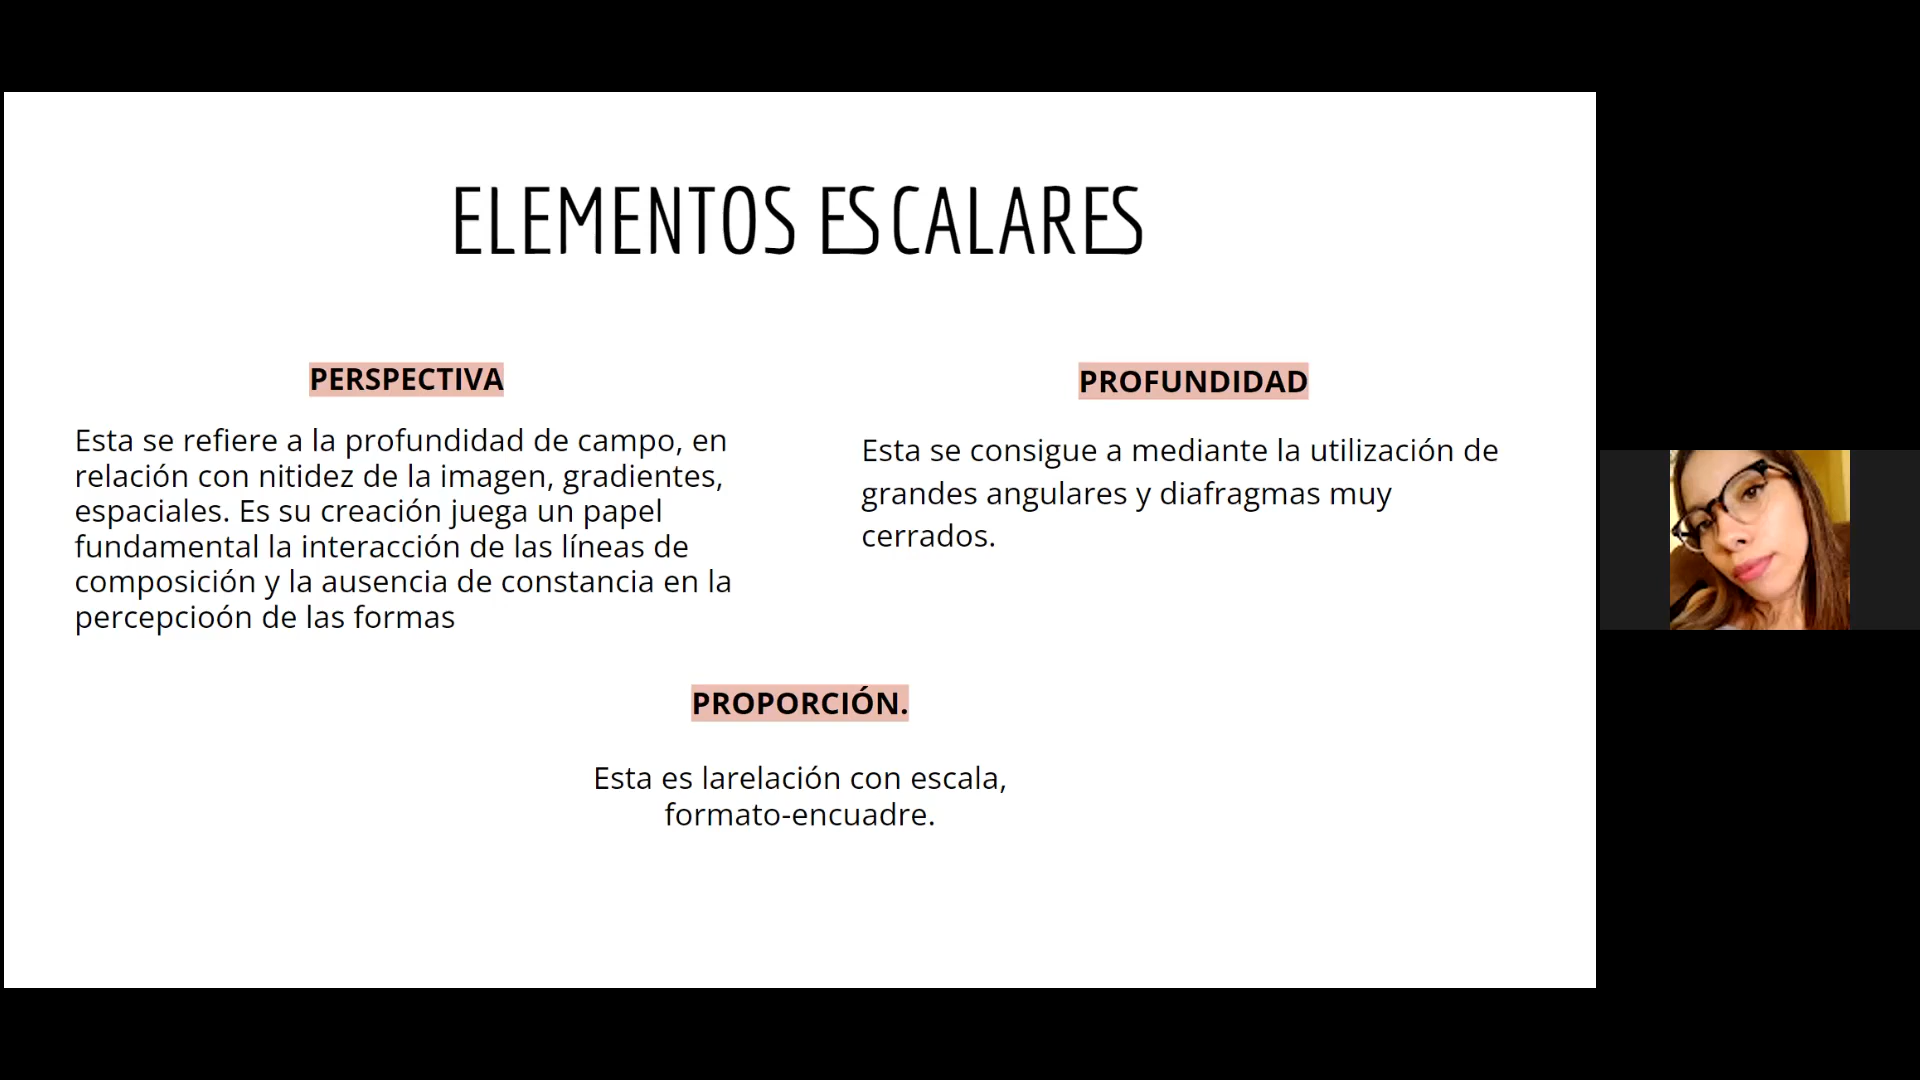 ELEMENTOS ESCALARES
PERSPECTIVA
Esta se refiere a la profundidad de campo, en
relación con nitidez de la imagen, gradientes,
espaciales. Es su creación juega un papel
fundamental la interacción de las líneas de
composición y la ausencia de constancia en la
percepcioón de las formas
PROFUNDIDAD
Esta se consigue a mediante la utilización de
grandes angulares y diafragmas muy
cerrados.
PROPORCIÓN.
Esta es larelación con escala,
formato-encuadre.